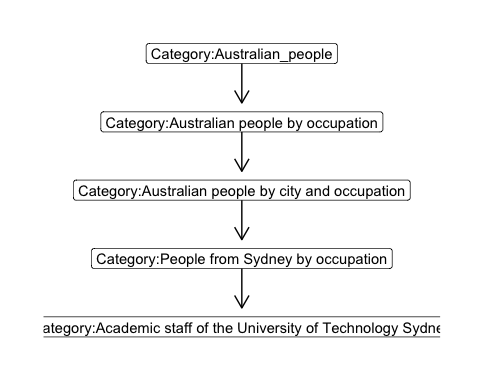 Category:Australian_people
Category:Australian people by occupation
Category:Australian people by city and occupation
Category:People from Sydney by occupation
ategory:Academic staff of the University of Technology Sydne